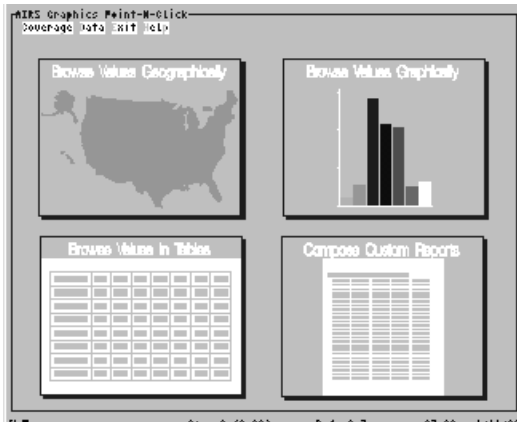 AIRS Graphics Point-N-Click
Coverage Data Exit Help
Browse Values Geographically
Browse Values Graphically
Browse Values in Tables
Compose Custom Reports